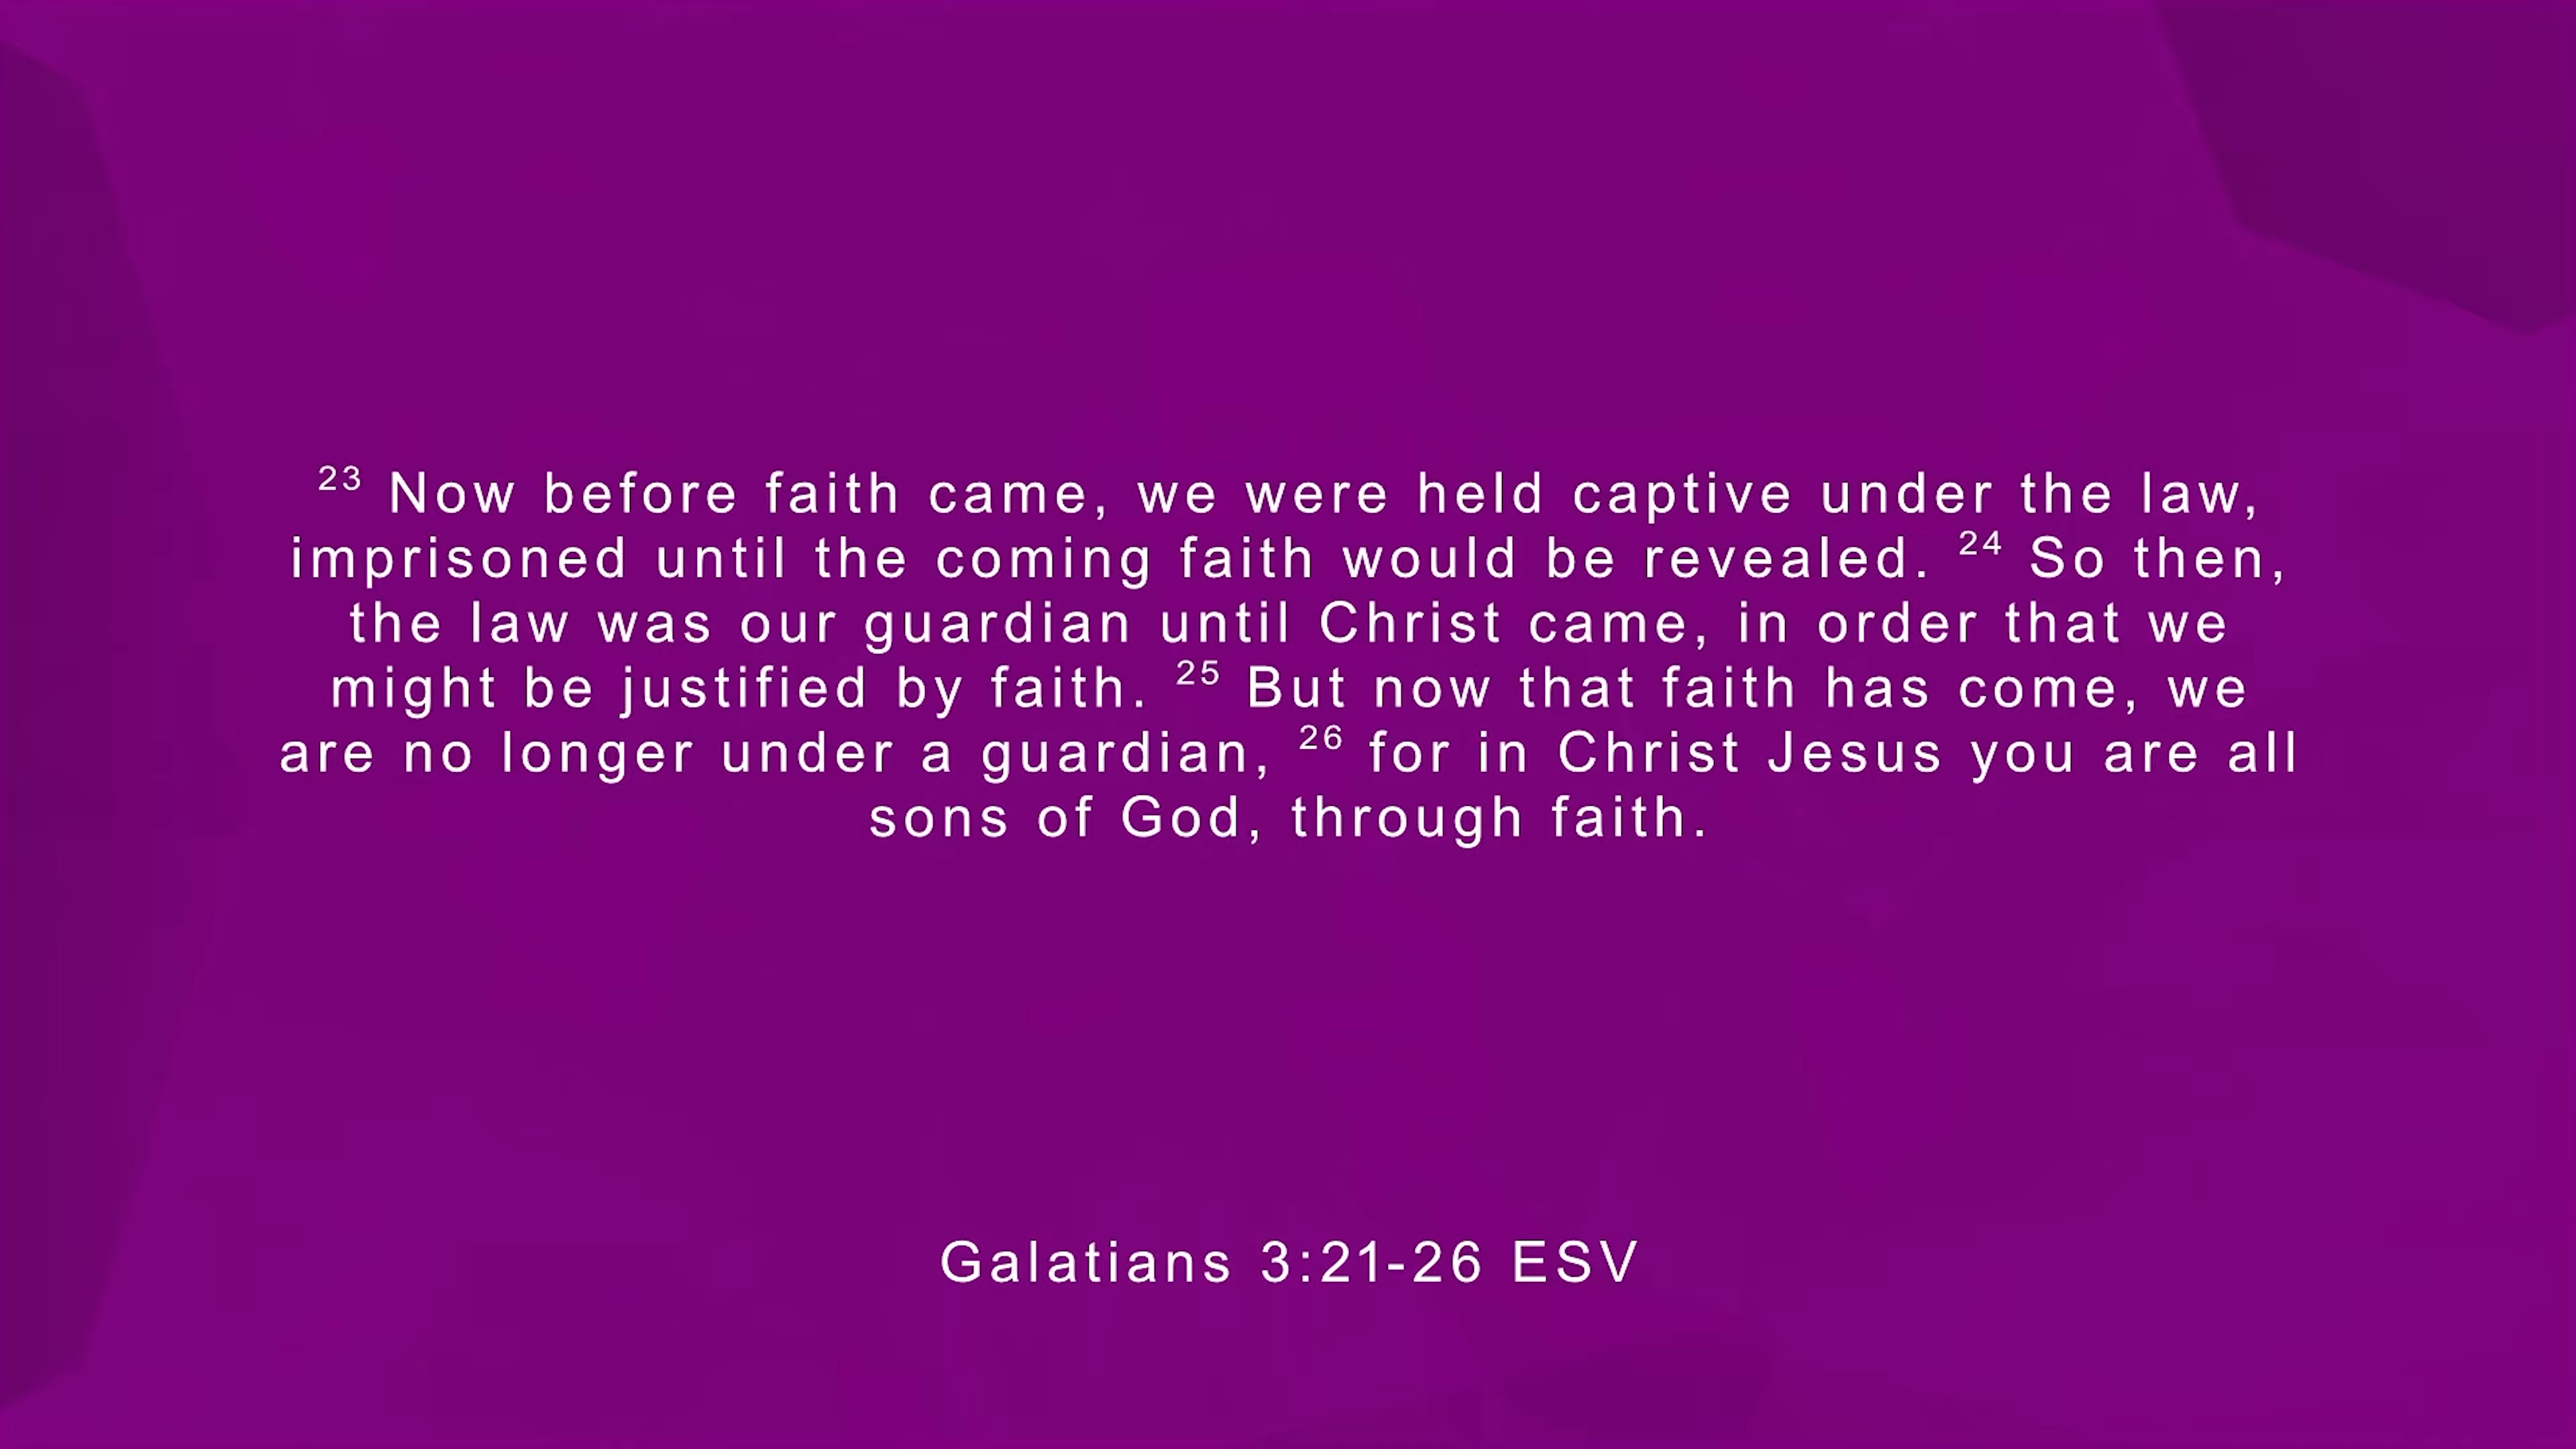 23 Now before faith came, we were held captive under the law,
imprisoned until the coming faith would be revealed. 24 So then,
the law was our guardian until Christ came, in order that we
might be justified by faith. 25 But now that faith has come, we
are no longer under a guardian, 26 for in Christ Jesus you are all
sons of God, through faith.
Galatians 3:21-26 ESV